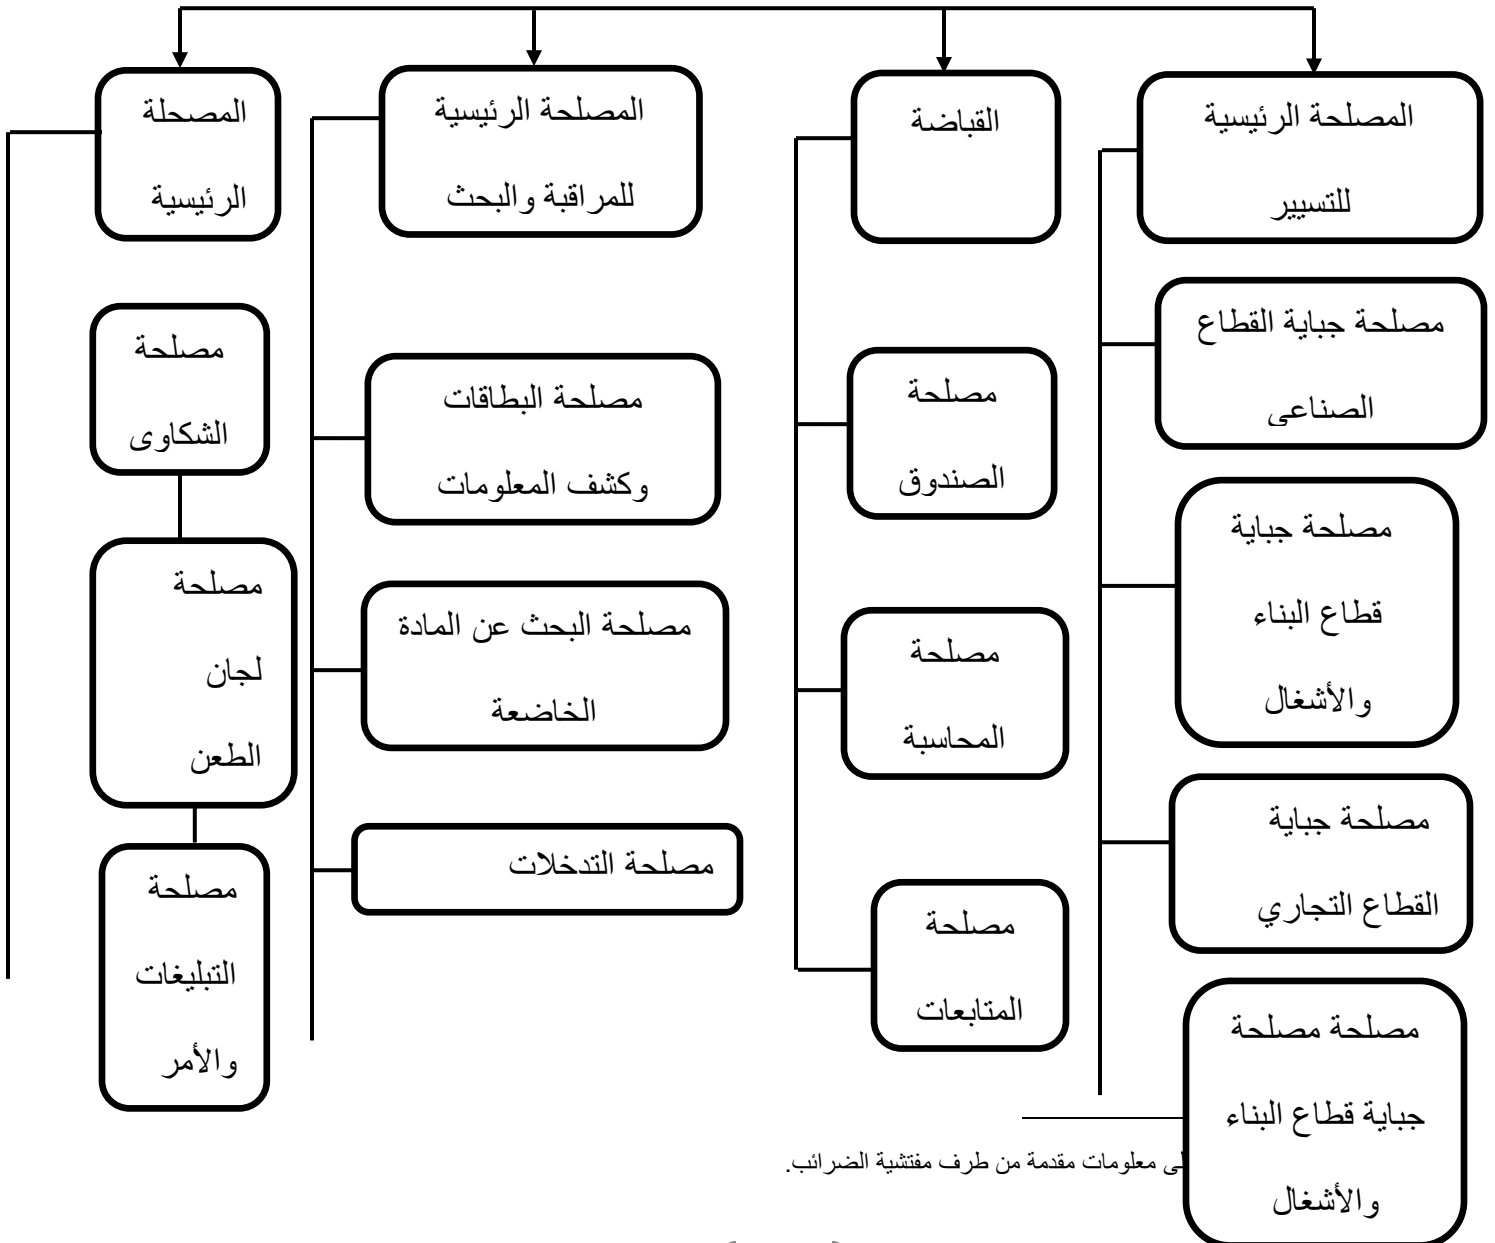 المصلحة الرئيسية
للتسيير
القباضة
المصلحة الرئيسية
للمراقبة والبحث
المصحلة
الرئيسية
مصلحة جباية القطاع
الصناعي
مصلحة جباية
قطاع البناء
والأشغال
مصلحة جباية
القطاع التجاري
مصلحة مصلحة
جباية قطاع البناء
والأشغال
مصلحة
الصندوق
مصلحة
المحاسبة
مصلحة
المتابعات
مصلحة البطاقات
وكشف المعلومات
مصلحة البحث عن المادة
الخاضعة
مصلحة التدخلات
مصلحة
الشكاوى
مصلحة
لجان
الطعن
مصلحة
التبليغات
والأمر
معلومات مقدمة من طرف مفتشية الضرائب.